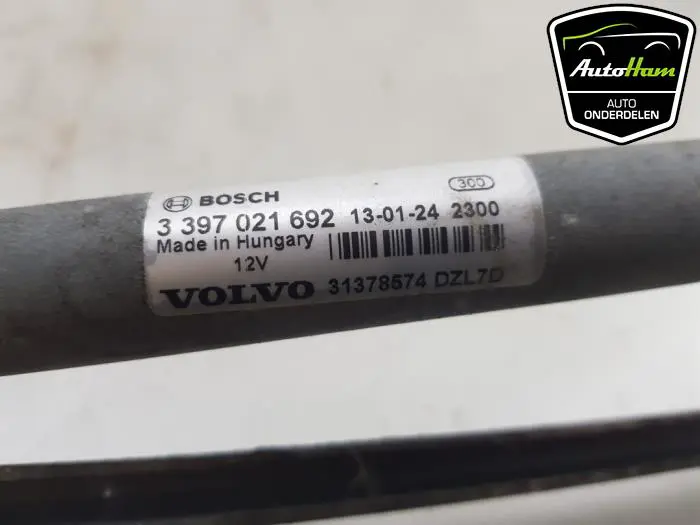 AutoHam
AUTO
ONDERDELEN
BOSCH
300
3 397 021 692 13-01-24 2300
Made in Hungary
12V
VOLVO 31378574 DZL7D